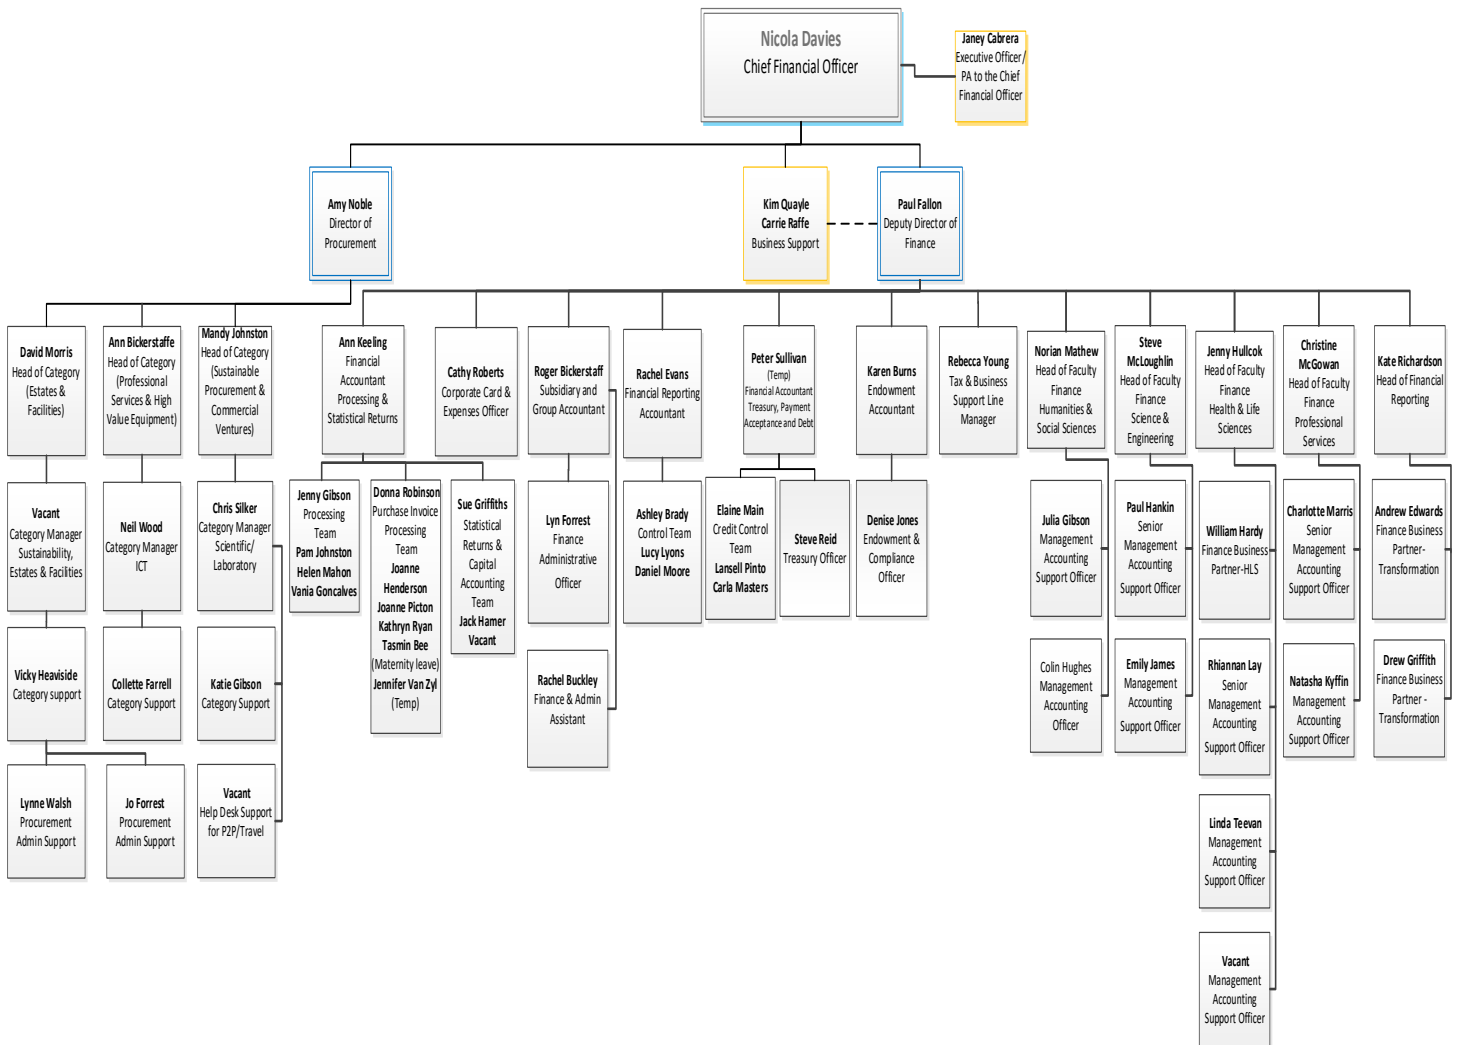 Nicola Davies
Chief Financial Officer
Janey Cabrera
Executive Officer/
PA to the Chief
Financial Officer
Amy Noble
Director of
Procurement
Kim Quayle
Carrie Raffe
Business Support
Paul Fallon
Deputy Director of
Finance
David Morris
Head of Category
(Estates &
Facilities)
Ann Bickerstaffe
Head of Category
(Professional
Services & High
Value Equipment)
Mandy Johnston
Head of Category
(Sustainable
Procurement &
Commercial
Ventures)
Ann Keeling
Financial
Accountant
Processing &
Statistical Returns
Cathy Roberts
Corporate Card &
Expenses Officer
Roger Bickerstaff
Subsidiary and
Group Accountant
Rachel Evans
Financial Reporting
Accountant
Peter Sullivan
(Temp)
Financial Accountant
Treasury, Payment
Acceptance and Debt
Karen Burns
Endowment
Accountant
Rebecca Young
Tax & Business
Support Line
Manager
Norian Mathew
Head of Faculty
Finance
Humanities &
Social Sciences
Steve
McLoughlin
Head of Faculty
Finance
Science &
Engineering
Jenny Hullcok
Head of Faculty
Finance
Health & Life
Sciences
Christine
McGowan
Head of Faculty
Finance
Professional
Services
Kate Richardson
Head of Financial
Reporting
Vacant
Category Manager
Sustainability,
Estates & Facilities
Neil Wood
Category Manager
ICT
Chris Silker
Category Manager
Scientific/
Laboratory
Jenny Gibson
Processing
Team
Pam Johnston
Helen Mahon
Vania Goncalves
Donna Robinson
Purchase Invoice
Processing
Team
Joanne
Henderson
Joanne Picton
Kathryn Ryan
Tasmin Bee
(Maternity leave)
Jennifer Van Zyl
(Temp)
Sue Griffiths
Statistical
Returns &
Capital
Accounting
Team
Jack Hamer
Vacant
Lyn Forrest
Finance
Administrative
Officer
Ashley Brady
Control Team
Lucy Lyons
Daniel Moore
Elaine Main
Credit Control
Team
Lansell Pinto
Carla Masters
Steve Reid
Treasury Officer
Denise Jones
Endowment &
Compliance
Officer
Julia Gibson
Management
Accounting
Support Officer
Paul Hankin
Senior
Management
Accounting
Support Officer
William Hardy
Finance Business
Partner-HLS
Charlotte Marris
Senior
Management
Accounting
Support Officer
Andrew Edwards
Finance Business
Partner-
Transformation
Vicky Heaviside
Category support
Collette Farrell
Category Support
Katie Gibson
Category Support
Rachel Buckley
Finance & Admin
Assistant
Colin Hughes
Management
Accounting
Officer
Emily James
Management
Accounting
Support Officer
Rhiannan Lay
Senior
Management
Accounting
Support Officer
Natasha Kyffin
Management
Accounting
Support Officer
Drew Griffith
Finance Business
Partner -
Transformation
Lynne Walsh
Procurement
Admin Support
Jo Forrest
Procurement
Admin Support
Vacant
Help Desk Support
for P2P/Travel
Linda Teevan
Management
Accounting
Support Officer
Vacant
Management
Accounting
Support Officer